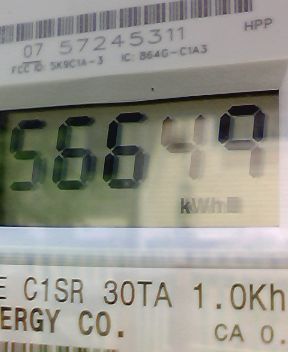 07 57245311 HPP
FCC ID: SK9C1A-3 IC: 864G-C1A3
56649
kWh
E C1SR 30TA 1.0Kh
ERGY CO.
CA 0.